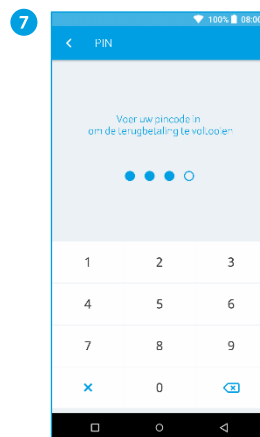 7
100% 08:00
PIN
Voer uw pincode in
om de terugbetaling te voltooien
1 2 3
4 5 6
7 8 9
0